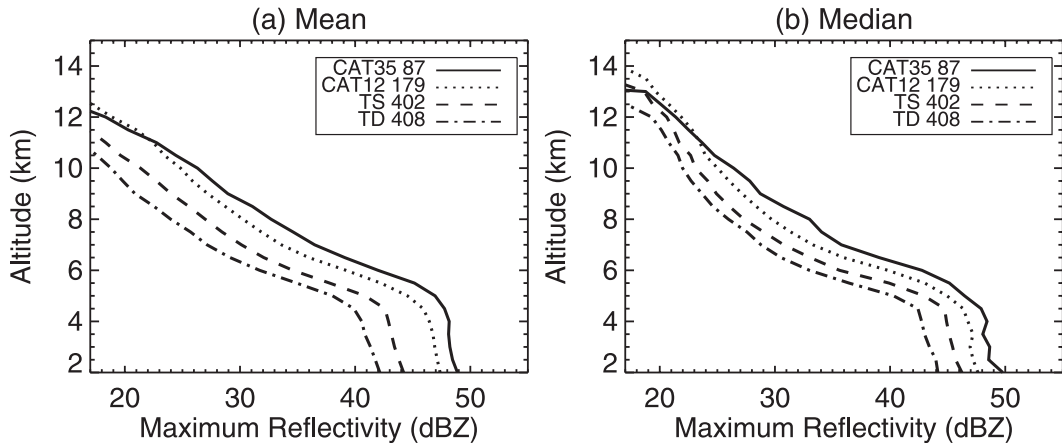 (a) Mean
CAT35 87
CAT12 179
TS 402
TD 408
14
12
10
8
6
4
2
Altitude (km)
20 30 40 50
Maximum Reflectivity (dBZ)
(b) Median
CAT35 87
CAT12 179
TS 402
TD 408
14
12
10
8
6
4
2
Altitude (km)
20 30 40 50
Maximum Reflectivity (dBZ)